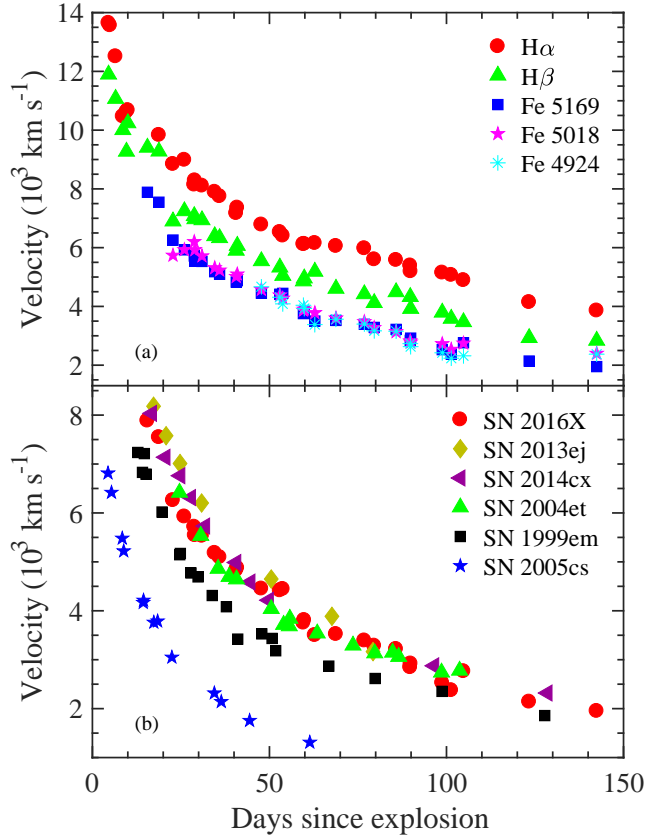 14
12
10
8
6
4
2
Velocity (10³ km s⁻¹)
Hα
Hβ
Fe 5169
Fe 5018
Fe 4924
(a)
8
6
4
2
Velocity (10³ km s⁻¹)
SN 2016X
SN 2013ej
SN 2014cx
SN 2004et
SN 1999em
SN 2005cs
(b)
0 50 100 150
Days since explosion